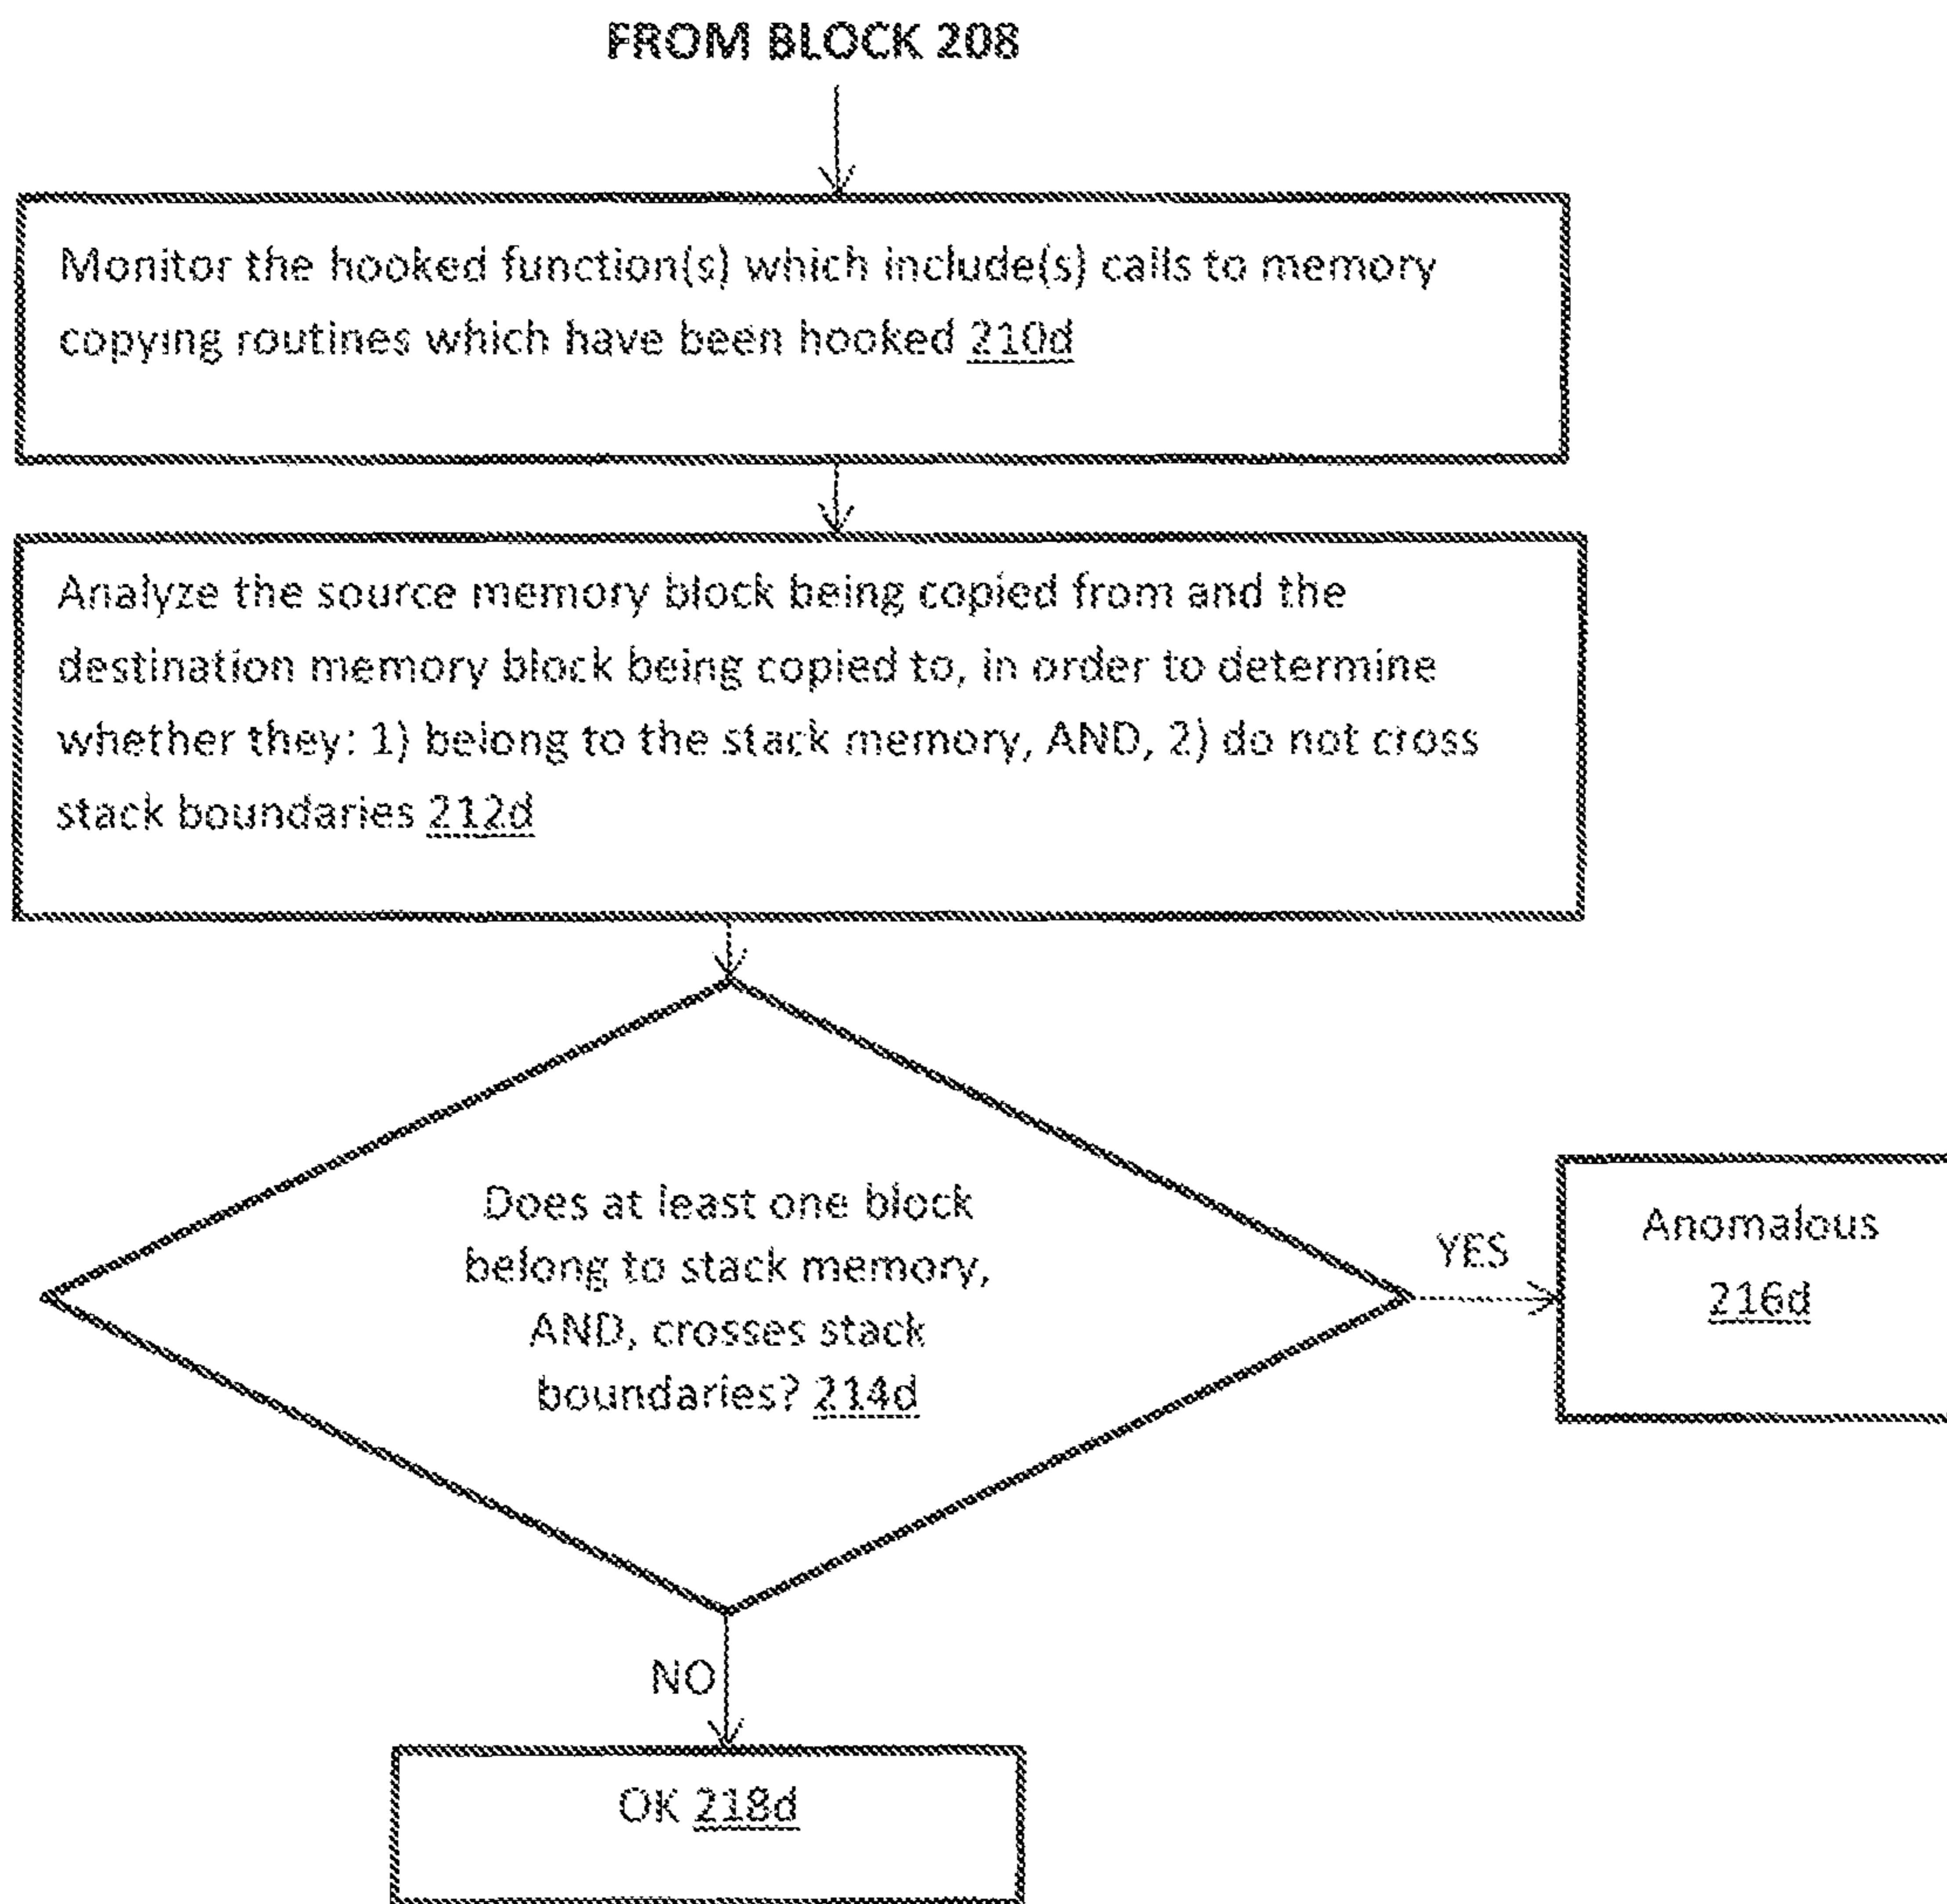 FROM BLOCK 208
Monitor the hooked function(s) which include(s) calls to memory
copying routines which have been hooked 210d
Analyze the source memory block being copied from and the
destination memory block being copied to, in order to determine
whether they: 1) belong to the stack memory, AND, 2) do not cross
stack boundaries 212d
Does at least one block
belong to stack memory,
AND, crosses stack
boundaries? 214d
YES
Anomalous
216d
NO
OK 218d